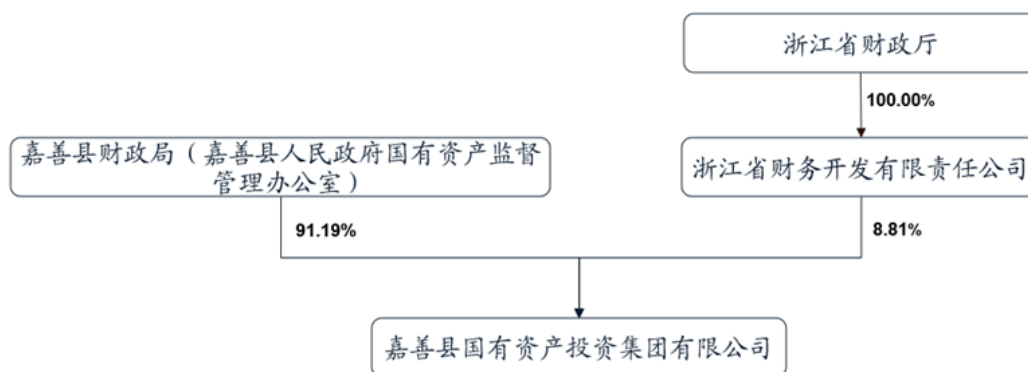 浙江省财政厅
100.00%
嘉善县财政局（嘉善县人民政府国有资产监督
管理办公室）
浙江省财务开发有限责任公司
91.19%
8.81%
嘉善县国有资产投资集团有限公司